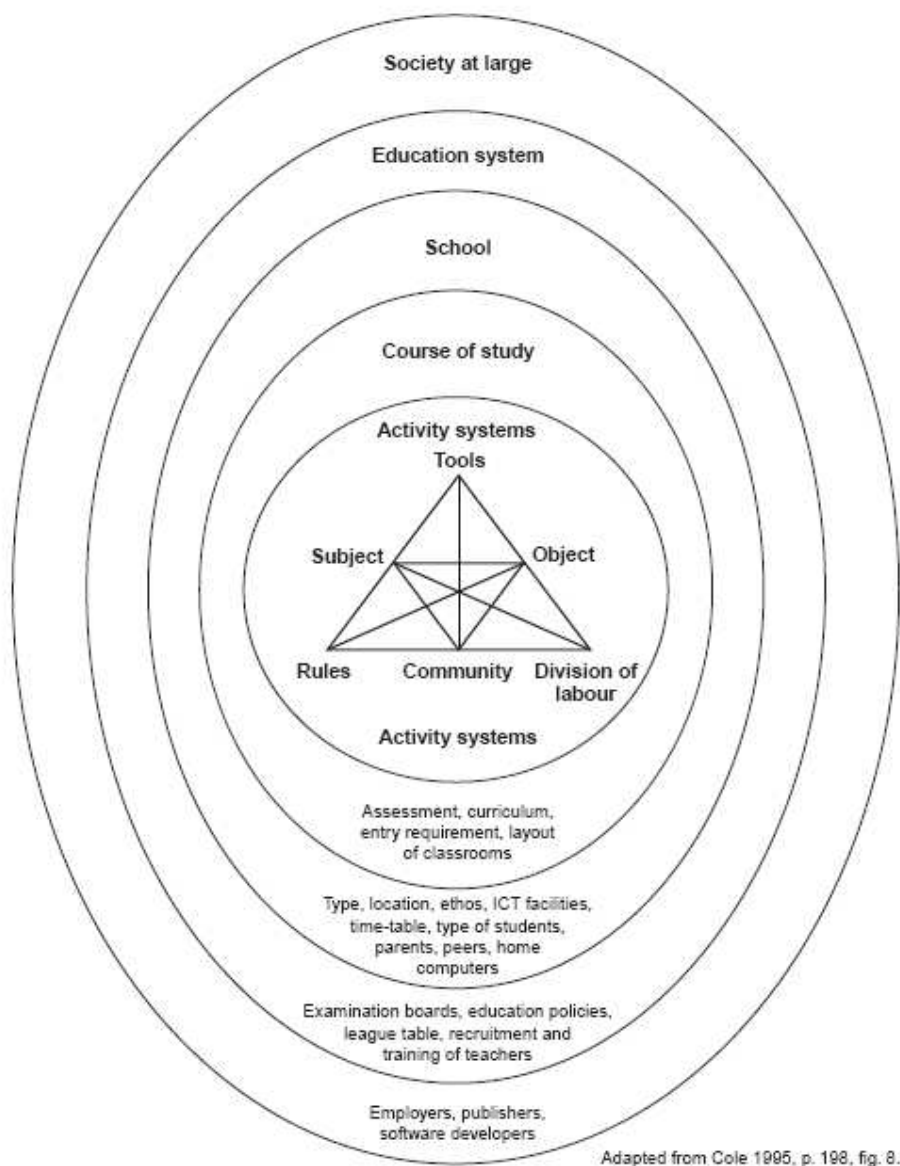 Society at large
Education system
School
Course of study
Activity systems
Tools
Subject
Object
Rules
Community
Division of
labour
Activity systems
Assessment, curriculum,
entry requirement, layout
of classrooms
Type, location, ethos, ICT facilities,
time-table, type of students,
parents, peers, home
computers
Examination boards, education policies,
league table, recruitment and
training of teachers
Employers, publishers,
software developers
Adapted from Cole 1995, p. 198, fig. 8.